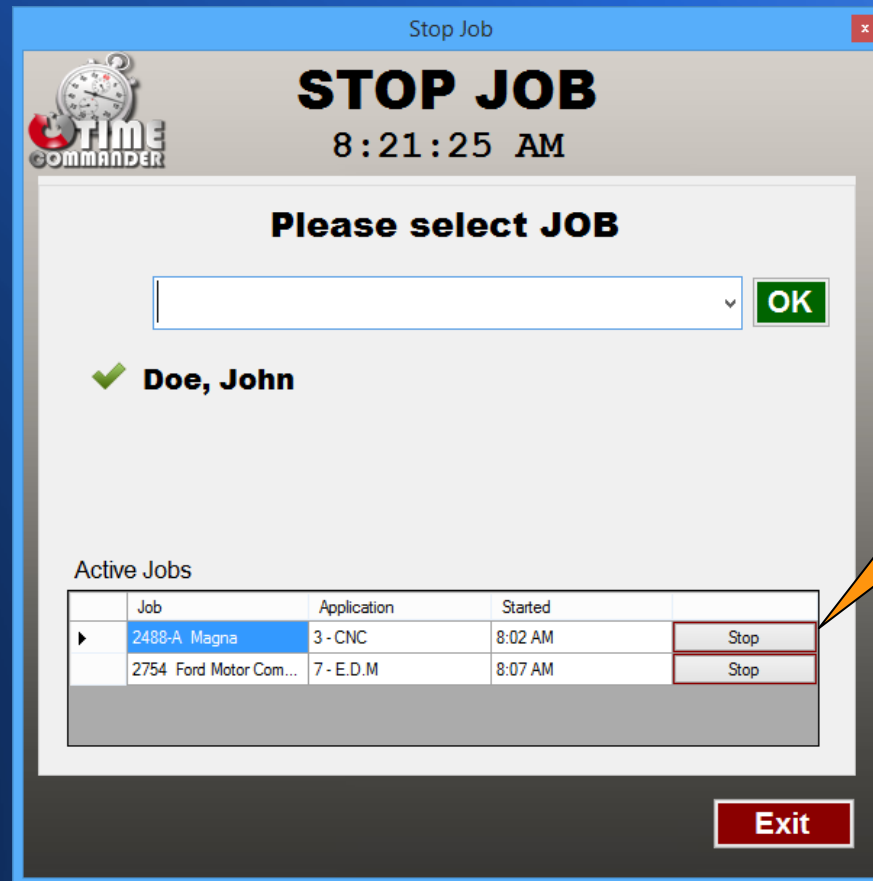 Stop Job
x
STOP JOB
TIME
COMMANDER
8:21:25 AM
Please select JOB
OK
Doe, John
Active Jobs
Job Application Started
2488-A Magna 3 - CNC 8:02 AM Stop
2754 Ford Motor Com... 7 - E.D.M 8:07 AM Stop
Exit